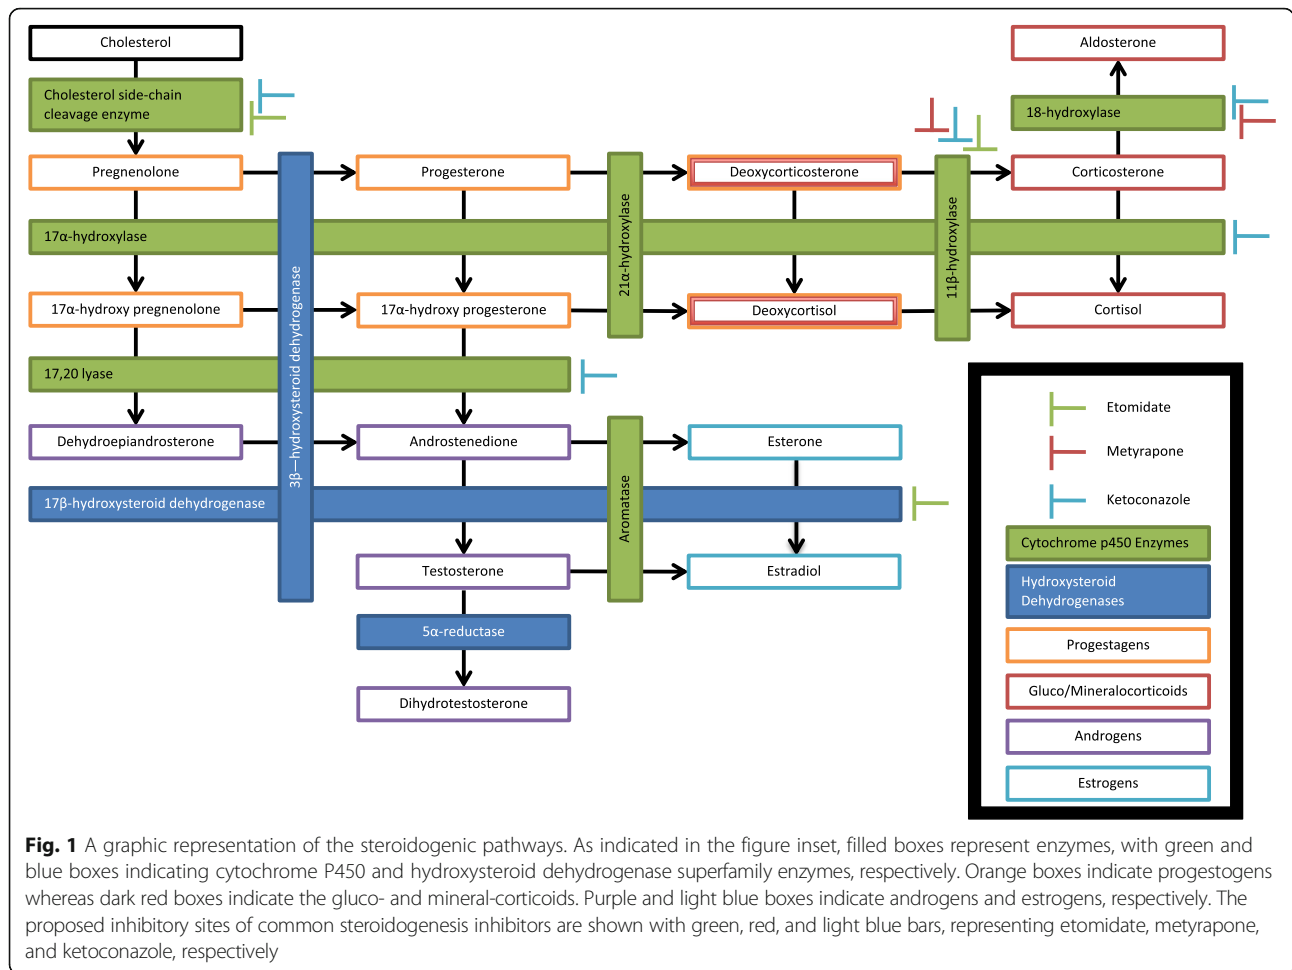 Cholesterol
Aldosterone
Cholesterol side-chain
cleavage enzyme
18-hydroxylase
Pregnenolone
Progesterone
Deoxycorticosterone
Corticosterone
17α-hydroxylase
21α-hydroxylase
11β-hydroxylase
3β—hydroxysteroid dehydrogenase
17α-hydroxy pregnenolone
17α-hydroxy progesterone
Deoxycortisol
Cortisol
17,20 lyase
Dehydroepiandrosterone
Androstenedione
Esterone
Aromatase
17β-hydroxysteroid dehydrogenase
Testosterone
Estradiol
5α-reductase
Dihydrotestosterone
Etomidate
Metyrapone
Ketoconazole
Cytochrome p450 Enzymes
Hydroxysteroid
Dehydrogenases
Progestagens
Gluco/Mineralocorticoids
Androgens
Estrogens
Fig. 1 A graphic representation of the steroidogenic pathways. As indicated in the figure inset, filled boxes represent enzymes, with green and
blue boxes indicating cytochrome P450 and hydroxysteroid dehydrogenase superfamily enzymes, respectively. Orange boxes indicate progestogens
whereas dark red boxes indicate the gluco- and mineral-corticoids. Purple and light blue boxes indicate androgens and estrogens, respectively. The
proposed inhibitory sites of common steroidogenesis inhibitors are shown with green, red, and light blue bars, representing etomidate, metyrapone,
and ketoconazole, respectively